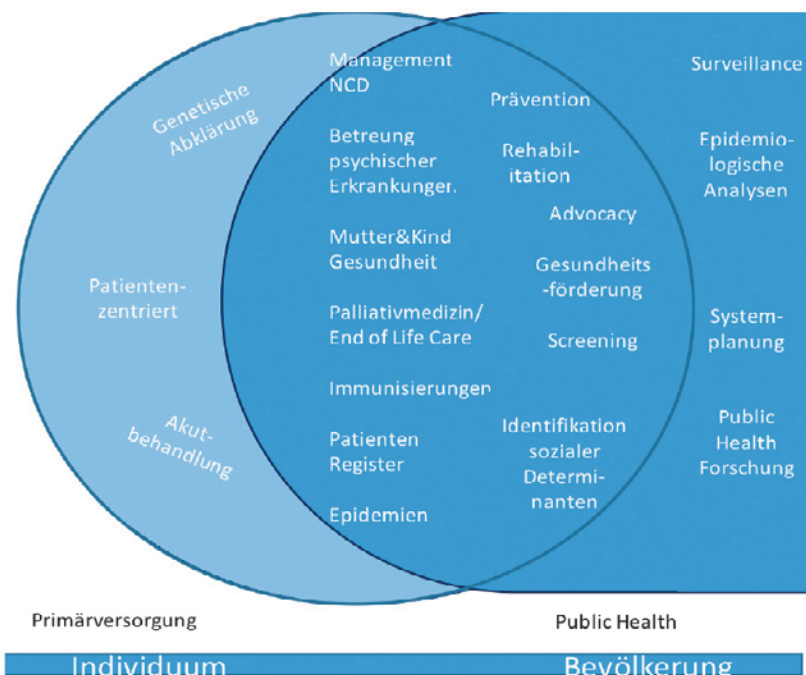 Genetische
Abklärung
Patienten-
zentriert
Akut-
behandlung
Management
NCD
Betreung
psychischer
Erkrankungen
Mutter&Kind
Gesundheit
Palliativmedizin/
End of Life Care
Immunisierungen
Patienten
Register
Epidemien
Prävention
Rehabil-
itation
Advocacy
Gesundheits
-förderung
Screening
Identifikation
sozialer
Determi-
nanten
Surveillance
Epidemio-
logische
Analysen
System-
planung
Public
Health
Forschung
Primärversorgung
Public Health
Individuum
Bevölkerung